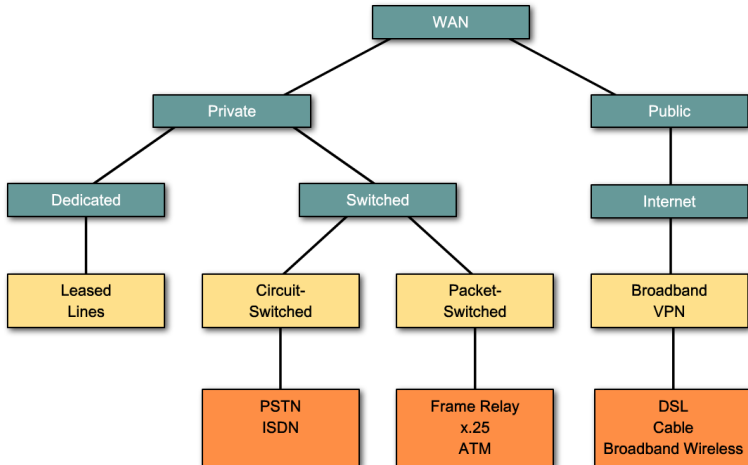 WAN
Private
Public
Dedicated
Switched
Internet
Leased
Lines
Circuit-
Switched
Packet-
Switched
Broadband
VPN
PSTN
ISDN
Frame Relay
x.25
ATM
DSL
Cable
Broadband Wireless